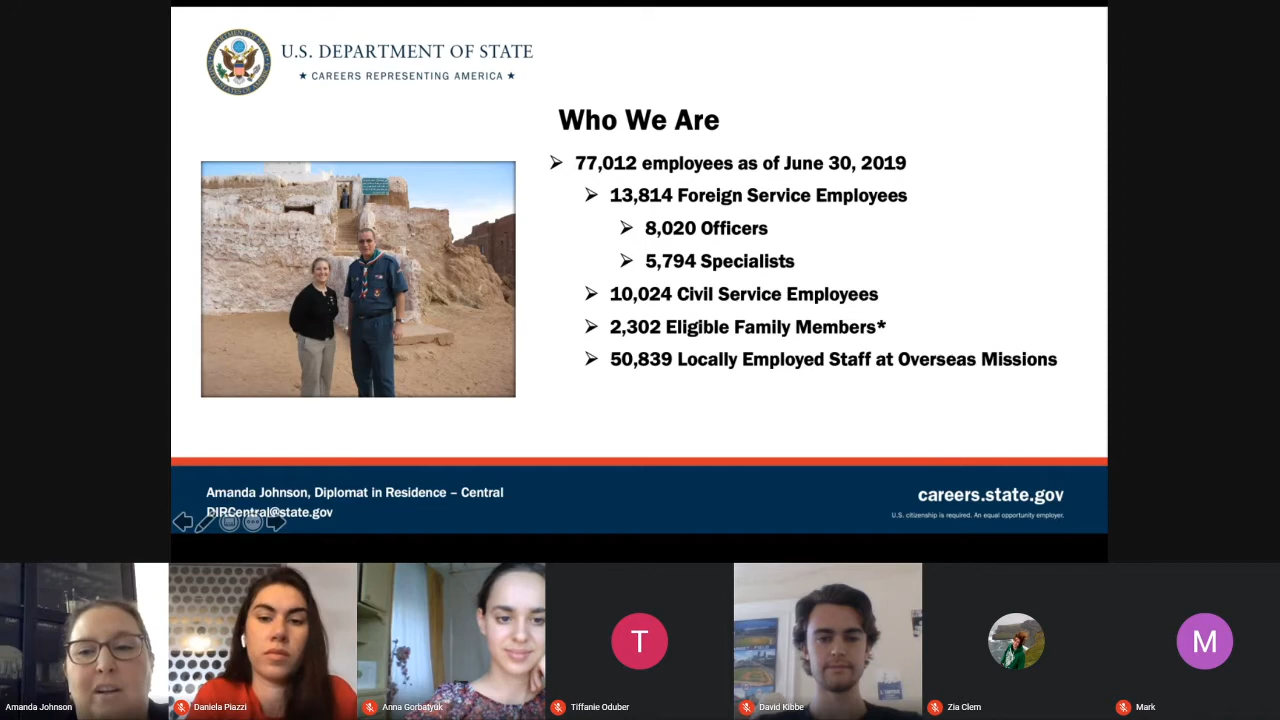 U.S. DEPARTMENT OF STATE
★ CAREERS REPRESENTING AMERICA ★
Who We Are
➢ 77,012 employees as of June 30, 2019
➢ 13,814 Foreign Service Employees
➢ 8,020 Officers
➢ 5,794 Specialists
➢ 10,024 Civil Service Employees
➢ 2,302 Eligible Family Members*
➢ 50,839 Locally Employed Staff at Overseas Missions
Amanda Johnson, Diplomat in Residence – Central
DIRCentral@state.gov
careers.state.gov
U.S. citizenship is required. An equal opportunity employer.
T
M
Amanda Johnson
Daniela Piazzi
Anna Gorbatyuk
Tiffanie Oduber
David Kibbe
Zia Clem
Mark